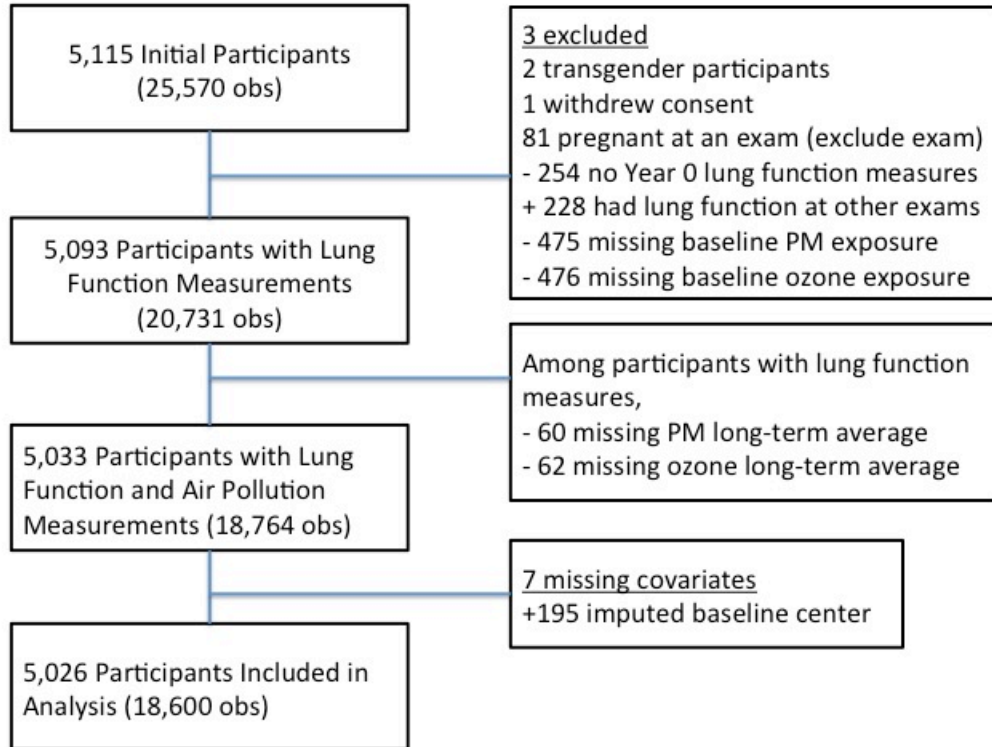 5,115 Initial Participants
(25,570 obs)
3 excluded
2 transgender participants
1 withdrew consent
81 pregnant at an exam (exclude exam)
- 254 no Year 0 lung function measures
+ 228 had lung function at other exams
- 475 missing baseline PM exposure
- 476 missing baseline ozone exposure
5,093 Participants with Lung
Function Measurements
(20,731 obs)
Among participants with lung function
measures,
- 60 missing PM long-term average
- 62 missing ozone long-term average
5,033 Participants with Lung
Function and Air Pollution
Measurements (18,764 obs)
7 missing covariates
+195 imputed baseline center
5,026 Participants Included in
Analysis (18,600 obs)